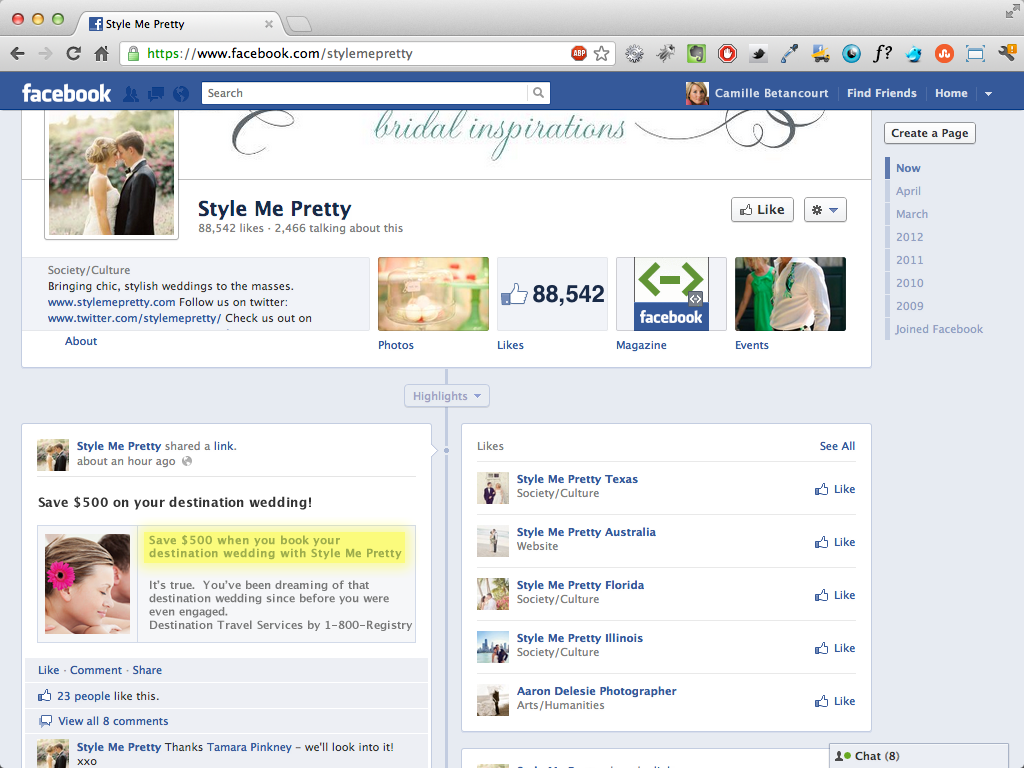 Style Me Pretty
https://www.facebook.com/stylemepretty
ABP
f?
facebook
Search
Camille Betancourt
Find Friends
Home
bridal inspirations
Create a Page
Now
April
March
2012
2011
2010
2009
Joined Facebook
Style Me Pretty
88,542 likes · 2,466 talking about this
Like
Society/Culture
Bringing chic, stylish weddings to the masses.
www.stylemepretty.com Follow us on twitter:
www.twitter.com/stylemepretty/ Check us out on
About
Photos
88,542
Likes
facebook
Magazine
Events
Highlights
Style Me Pretty shared a link.
about an hour ago
Save $500 on your destination wedding!
Save $500 when you book your
destination wedding with Style Me Pretty
It's true. You've been dreaming of that
destination wedding since before you were
even engaged.
Destination Travel Services by 1-800-Registry
Like · Comment · Share
23 people like this.
View all 8 comments
Style Me Pretty Thanks Tamara Pinkney – we'll look into it!
xxo
Likes
See All
Style Me Pretty Texas
Society/Culture
Like
Style Me Pretty Australia
Website
Like
Style Me Pretty Florida
Society/Culture
Like
Style Me Pretty Illinois
Society/Culture
Like
Aaron Delesie Photographer
Arts/Humanities
Like
Chat (8)